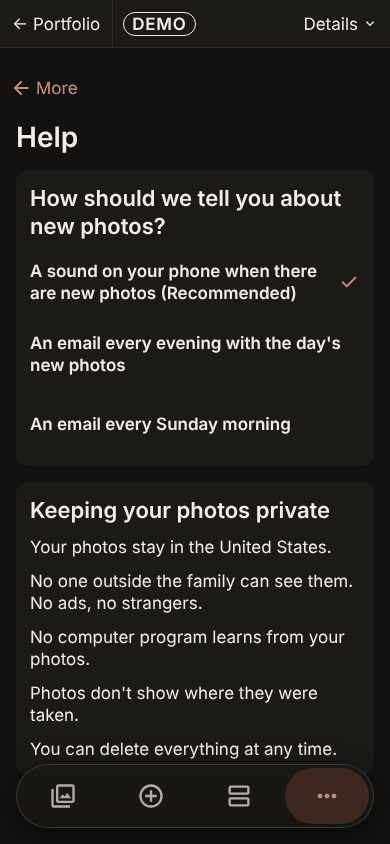 Portfolio
DEMO
Details
More
Help
How should we tell you about
new photos?
A sound on your phone when there
are new photos (Recommended)
An email every evening with the day's
new photos
An email every Sunday morning
Keeping your photos private
Your photos stay in the United States.
No one outside the family can see them.
No ads, no strangers.
No computer program learns from your
photos.
Photos don't show where they were
taken.
You can delete everything at any time.